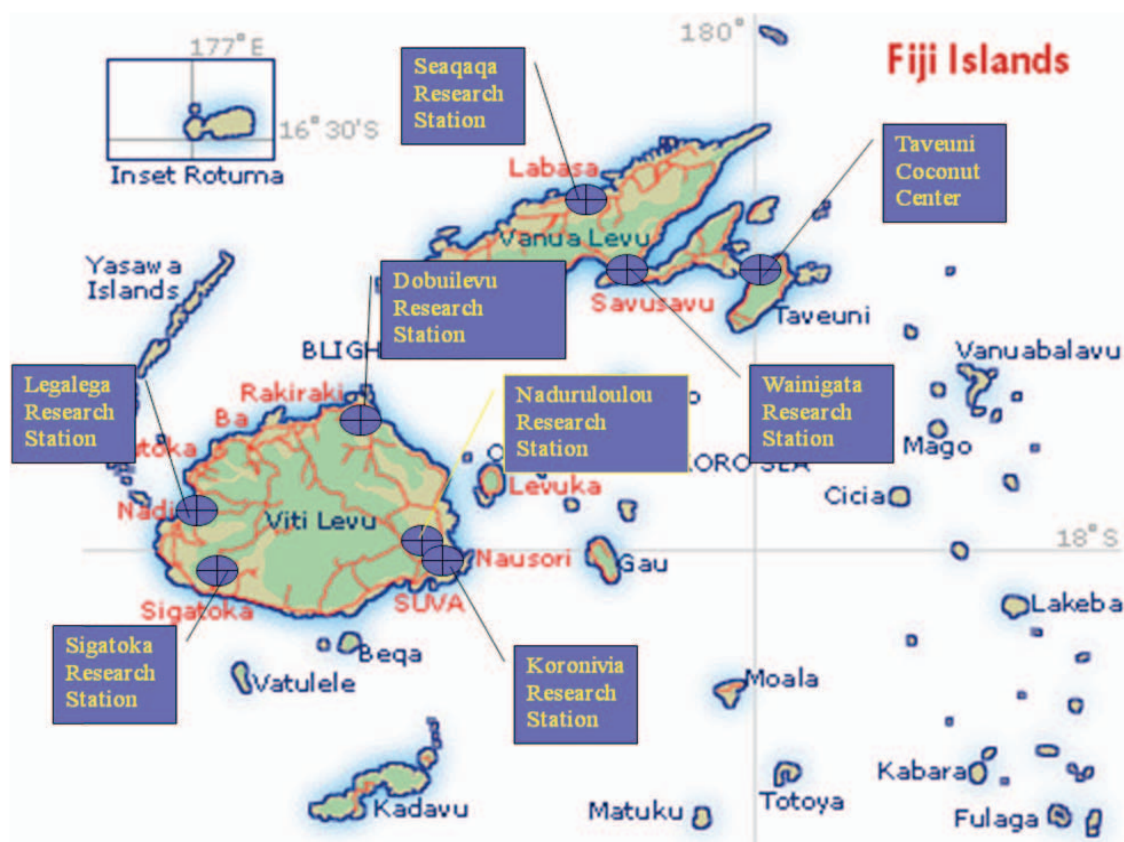 177° E
180°
Fiji Islands
Seaqaqa
Research
Station
16° 30'S
Inset Rotuma
Taveuni
Coconut
Center
Labasa
Vanua Levu
Yasawa
Islands
Dobuilevu
Research
Station
Savusavu
Taveuni
BLIGH
Vanuabalavu
Legalega
Research
Station
Rakiraki
Ba
Naduruloulou
Research
Station
Wainigata
Research
Station
Mago
toka
KORO SEA
Levuka
Cicia
Nadi
Viti Levu
18° S
Nausori
Gau
Sigatoka
SUVA
Lakeba
Sigatoka
Research
Station
Beqa
Koronivia
Research
Station
Vatulele
Moala
Kabara
Kadavu
Matuku
Totoya
Fulaga